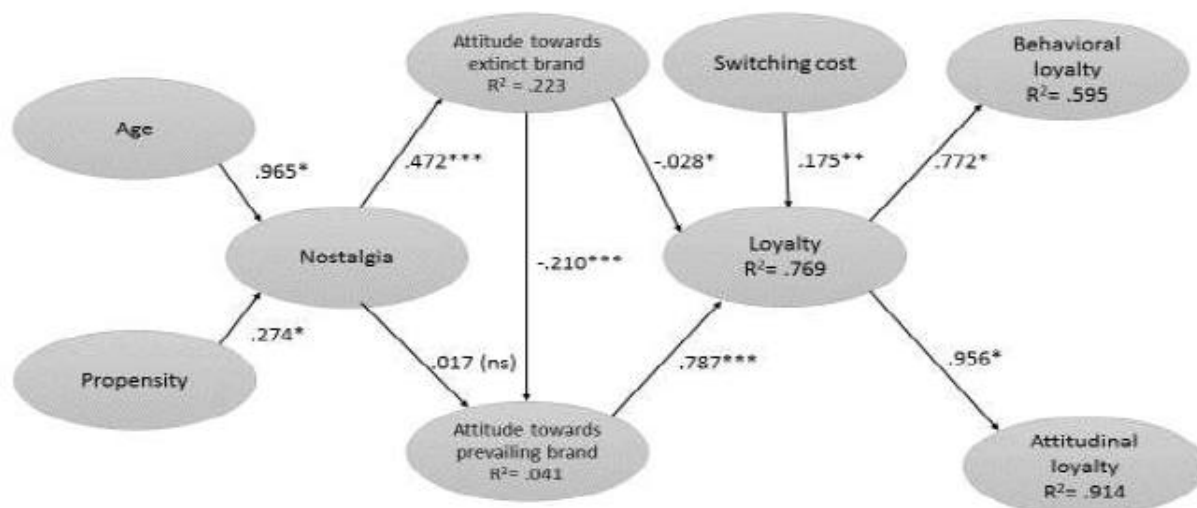 Attitude towards
extinct brand
R² = .223
Switching cost
Behavioral
loyalty
R²= .595
Age
.965*
.472***
-.028*
.175**
.772*
Nostalgia
-.210***
Loyalty
R²= .769
Propensity
.274*
.017 (ns)
.787***
.956*
Attitude towards
prevailing brand
R²= .041
Attitudinal
loyalty
R²= .914